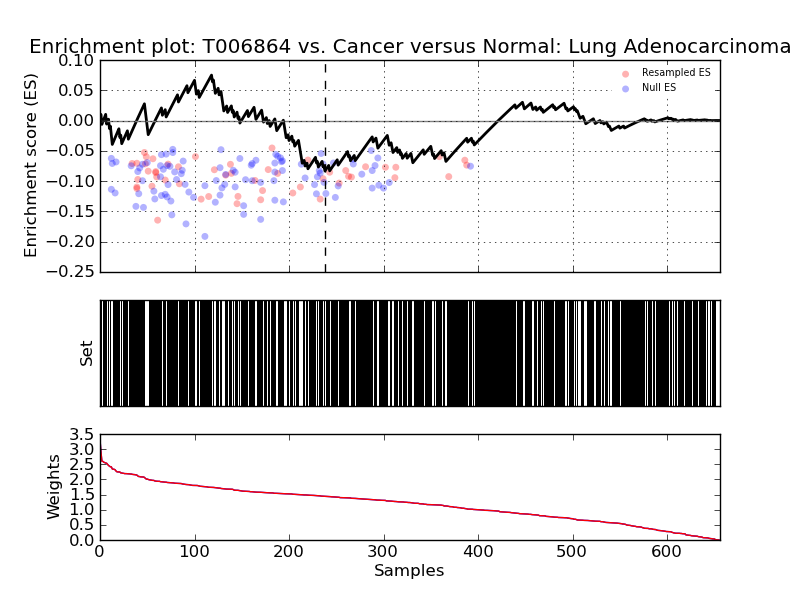 Enrichment plot: T006864 vs. Cancer versus Normal: Lung Adenocarcinoma
0.10
0.05
0.00
−0.05
−0.10
−0.15
−0.20
−0.25
Enrichment score (ES)
Resampled ES
Null ES
Set
3.5
3.0
2.5
2.0
1.5
1.0
0.5
0.0
Weights
0 100 200 300 400 500 600
Samples